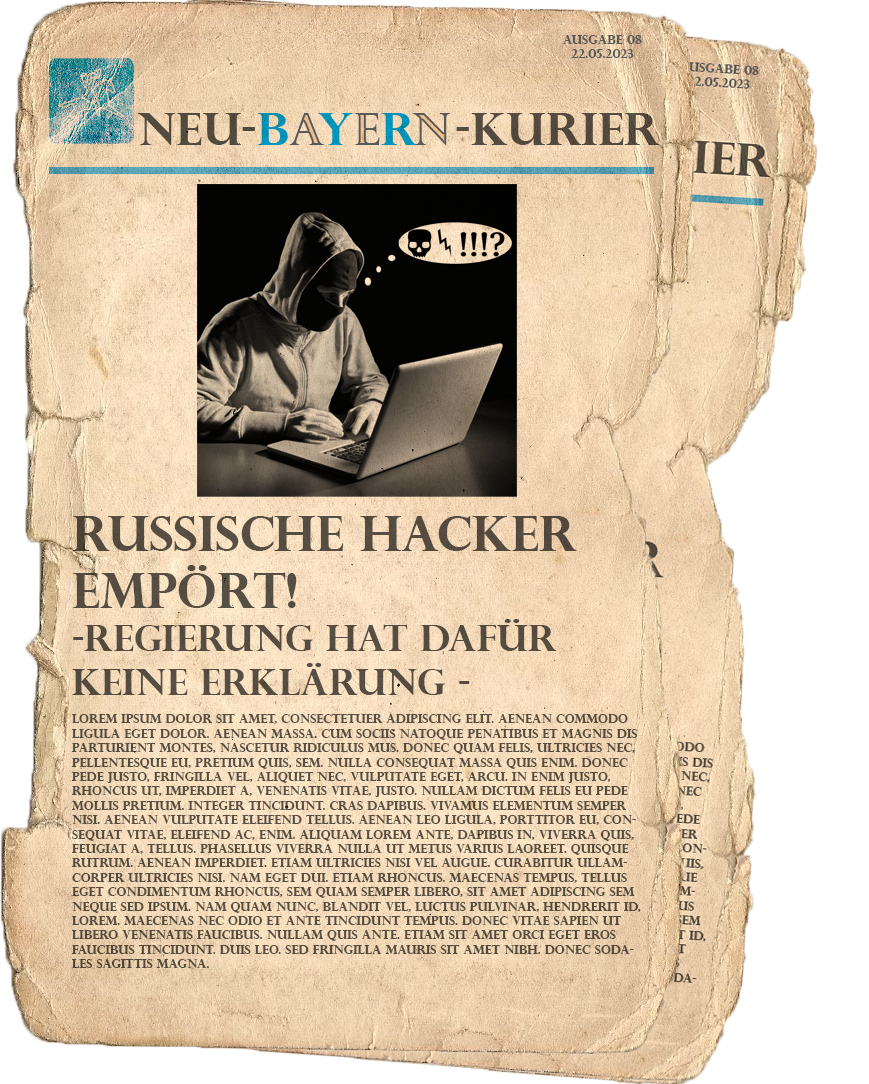 AUSGABE 08
22.05.2023
NEU-BAYERN-KURIER
!!!?
RUSSISCHE HACKER
EMPÖRT!
-REGIERUNG HAT DAFÜR
KEINE ERKLÄRUNG -
LOREM IPSUM DOLOR SIT AMET, CONSECTETUER ADIPISCING ELIT. AENEAN COMMODO
LIGULA EGET DOLOR. AENEAN MASSA. CUM SOCIIS NATOQUE PENATIBUS ET MAGNIS DIS
PARTURIENT MONTES, NASCETUR RIDICULUS MUS. DONEC QUAM FELIS, ULTRICIES NEC,
PELLENTESQUE EU, PRETIUM QUIS, SEM. NULLA CONSEQUAT MASSA QUIS ENIM. DONEC
PEDE JUSTO, FRINGILLA VEL, ALIQUET NEC, VULPUTATE EGET, ARCU. IN ENIM JUSTO,
RHONCUS UT, IMPERDIET A, VENENATIS VITAE, JUSTO. NULLAM DICTUM FELIS EU PEDE
MOLLIS PRETIUM. INTEGER TINCIDUNT. CRAS DAPIBUS. VIVAMUS ELEMENTUM SEMPER
NISI. AENEAN VULPUTATE ELEIFEND TELLUS. AENEAN LEO LIGULA, PORTTITOR EU, CON-
SEQUAT VITAE, ELEIFEND AC, ENIM. ALIQUAM LOREM ANTE, DAPIBUS IN, VIVERRA QUIS,
FEUGIAT A, TELLUS. PHASELLUS VIVERRA NULLA UT METUS VARIUS LAOREET. QUISQUE
RUTRUM. AENEAN IMPERDIET. ETIAM ULTRICIES NISI VEL AUGUE. CURABITUR ULLAM-
CORPER ULTRICIES NISI. NAM EGET DUI. ETIAM RHONCUS. MAECENAS TEMPUS, TELLUS
EGET CONDIMENTUM RHONCUS, SEM QUAM SEMPER LIBERO, SIT AMET ADIPISCING SEM
NEQUE SED IPSUM. NAM QUAM NUNC, BLANDIT VEL, LUCTUS PULVINAR, HENDRERIT ID,
LOREM. MAECENAS NEC ODIO ET ANTE TINCIDUNT TEMPUS. DONEC VITAE SAPIEN UT
LIBERO VENENATIS FAUCIBUS. NULLAM QUIS ANTE. ETIAM SIT AMET ORCI EGET EROS
FAUCIBUS TINCIDUNT. DUIS LEO. SED FRINGILLA MAURIS SIT AMET NIBH. DONEC SODA-
LES SAGITTIS MAGNA.